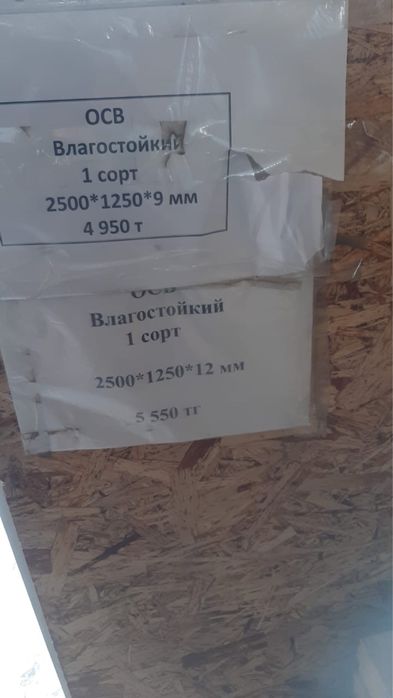 ОСВ
Влагостойкий
1 сорт
2500*1250*9 мм
4 950 т
ОСВ
Влагостойкий
1 сорт
2500*1250*12 мм
5 550 тг